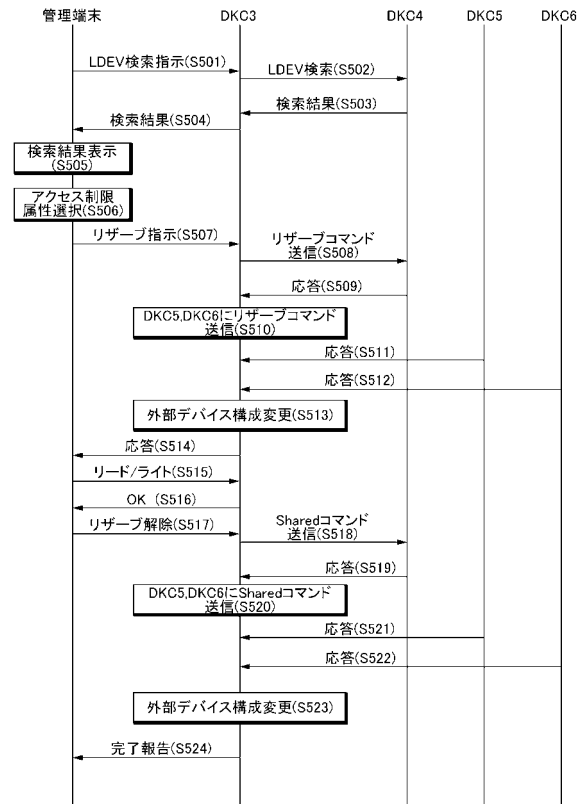 管理端末 DKC3 DKC4 DKC5 DKC6
LDEV検索指示(S501)
LDEV検索(S502)
検索結果(S503)
検索結果(S504)
検索結果表示
(S505)
アクセス制限
属性選択(S506)
リザーブ指示(S507)
リザーブコマンド
送信(S508)
応答(S509)
DKC5,DKC6にリザーブコマンド
送信(S510)
応答(S511)
応答(S512)
外部デバイス構成変更(S513)
応答(S514)
リード/ライト(S515)
OK (S516)
リザーブ解除(S517)
Sharedコマンド
送信(S518)
応答(S519)
DKC5,DKC6にSharedコマンド
送信(S520)
応答(S521)
応答(S522)
外部デバイス構成変更(S523)
完了報告(S524)